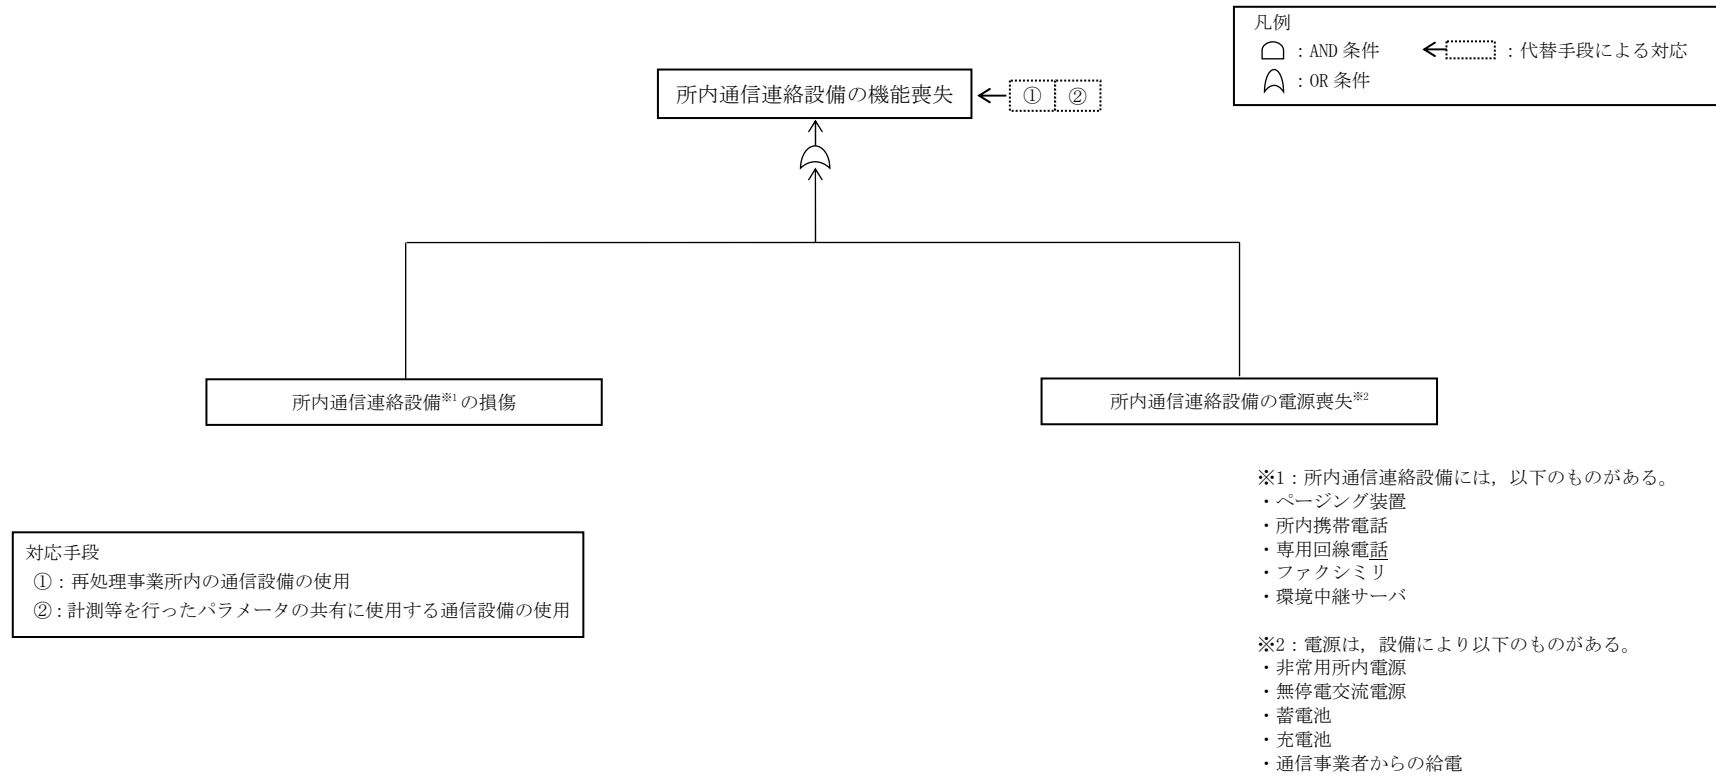 凡例
：AND 条件
：代替手段による対応
：OR 条件
所内通信連絡設備の機能喪失
① ②
所内通信連絡設備※1の損傷
所内通信連絡設備の電源喪失※2
※1：所内通信連絡設備には，以下のものがある。
・ページング装置
・所内携帯電話
・専用回線電話
・ファクシミリ
・環境中継サーバ
※2：電源は，設備により以下のものがある。
・非常用所内電源
・無停電交流電源
・蓄電池
・充電池
・通信事業者からの給電
対応手段
①：再処理事業所内の通信設備の使用
②：計測等を行ったパラメータの共有に使用する通信設備の使用